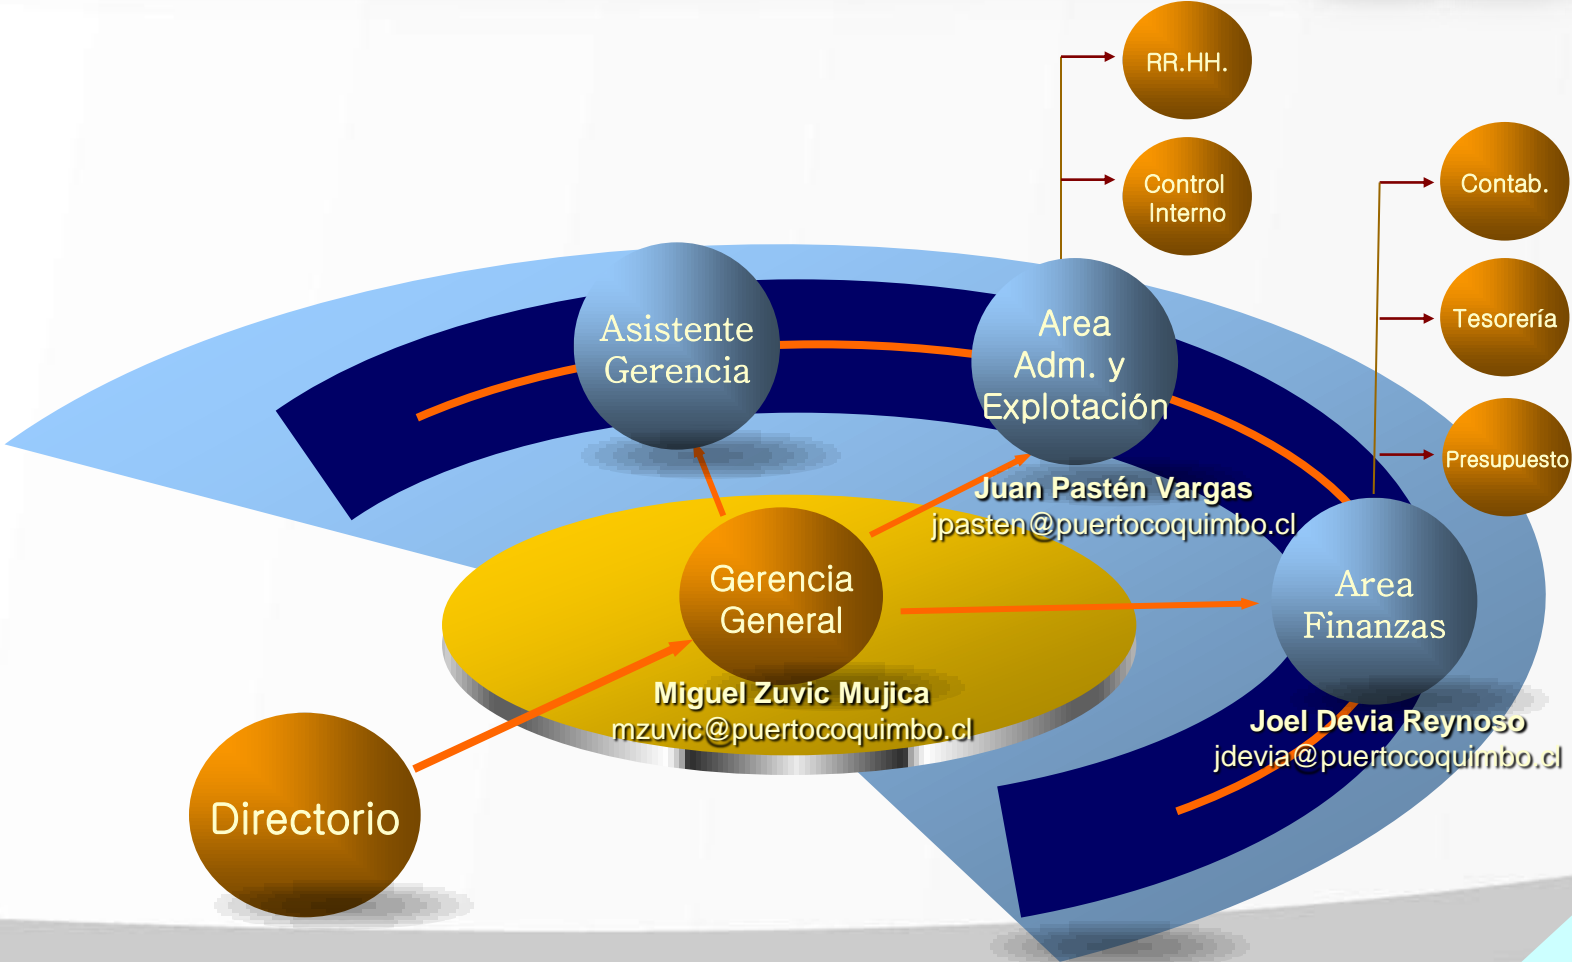 RR.HH.
Control
Interno
Contab.
Tesorería
Presupuesto
Asistente
Gerencia
Area
Adm. y
Explotación
Juan Pastén Vargas
jpasten@puertocoquimbo.cl
Gerencia
General
Miguel Zuvic Mujica
mzuvic@puertocoquimbo.cl
Area
Finanzas
Joel Devia Reynoso
jdevia@puertocoquimbo.cl
Directorio